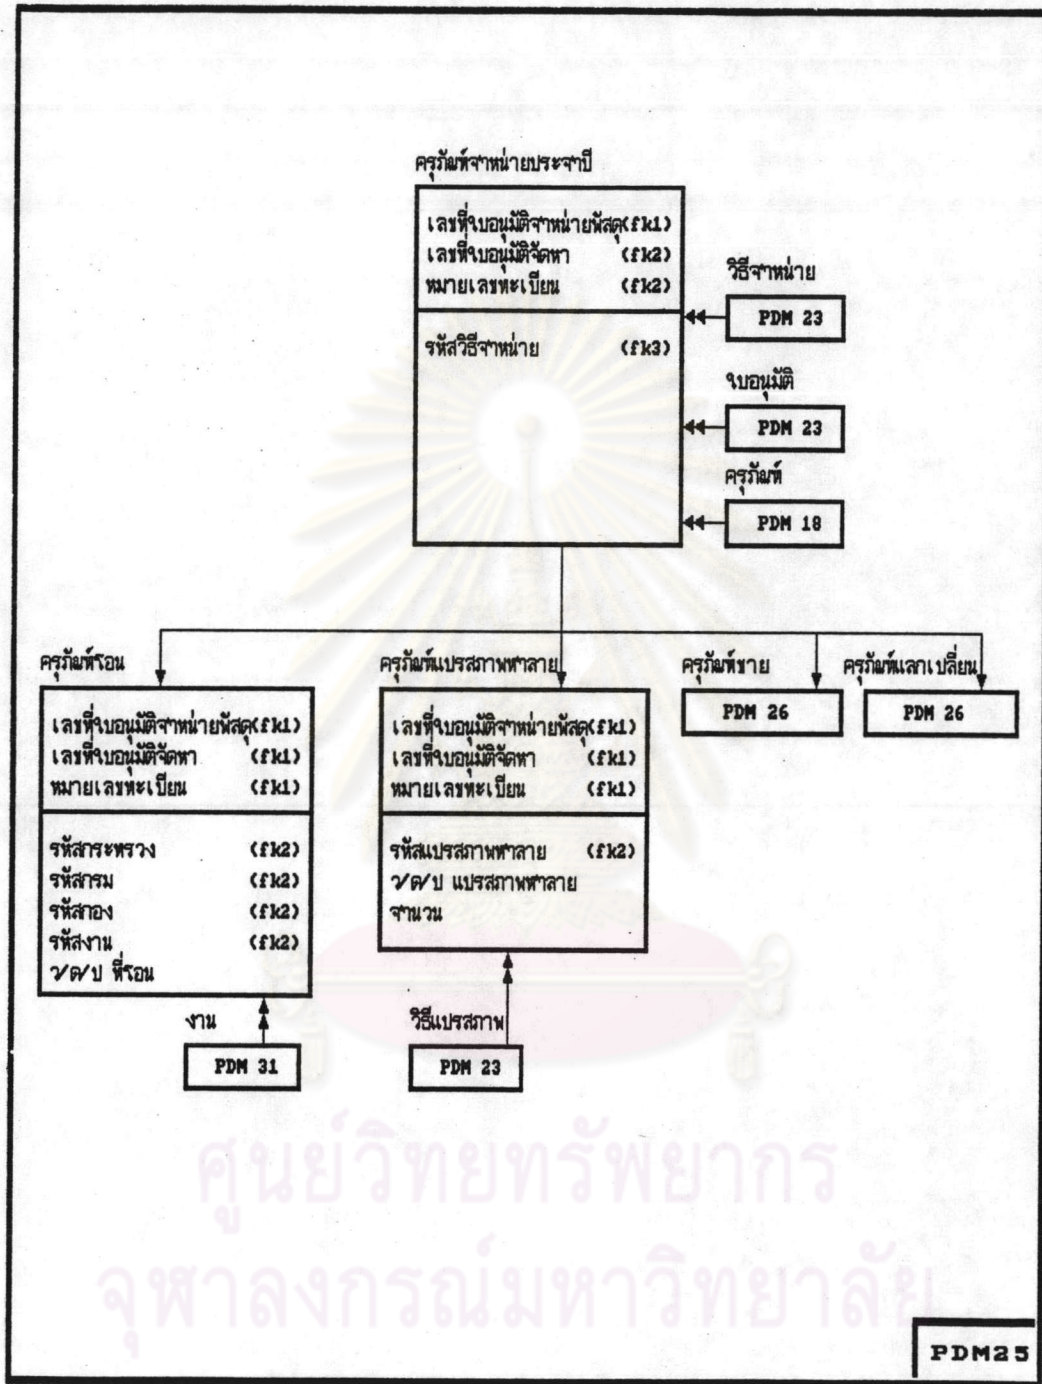 ครุภัณฑ์จำหน่ายประจำปี
เลขที่ใบอนุมัติจำหน่ายพัสดุ(fk1)
เลขที่ใบอนุมัติจัดหา (fk2)
หมายเลขทะเบียน (fk2)
รหัสวิธีจำหน่าย (fk3)
วิธีจำหน่าย
PDM 23
ใบอนุมัติ
PDM 23
ครุภัณฑ์
PDM 18
ครุภัณฑ์โอน
เลขที่ใบอนุมัติจำหน่ายพัสดุ(fk1)
เลขที่ใบอนุมัติจัดหา (fk1)
หมายเลขทะเบียน (fk1)
รหัสกระทรวง (fk2)
รหัสกรม (fk2)
รหัสกอง (fk2)
รหัสงาน (fk2)
ว/ด/ป ที่โอน
งาน
PDM 31
ครุภัณฑ์แปรสภาพทำลาย
เลขที่ใบอนุมัติจำหน่ายพัสดุ(fk1)
เลขที่ใบอนุมัติจัดหา (fk1)
หมายเลขทะเบียน (fk1)
รหัสแปรสภาพทำลาย (fk2)
ว/ด/ป แปรสภาพทำลาย
จำนวน
วิธีแปรสภาพ
PDM 23
ครุภัณฑ์ขาย
PDM 26
ครุภัณฑ์แลกเปลี่ยน
PDM 26
ศูนย์วิทยทรัพยากร
จุฬาลงกรณ์มหาวิทยาลัย
PDM25